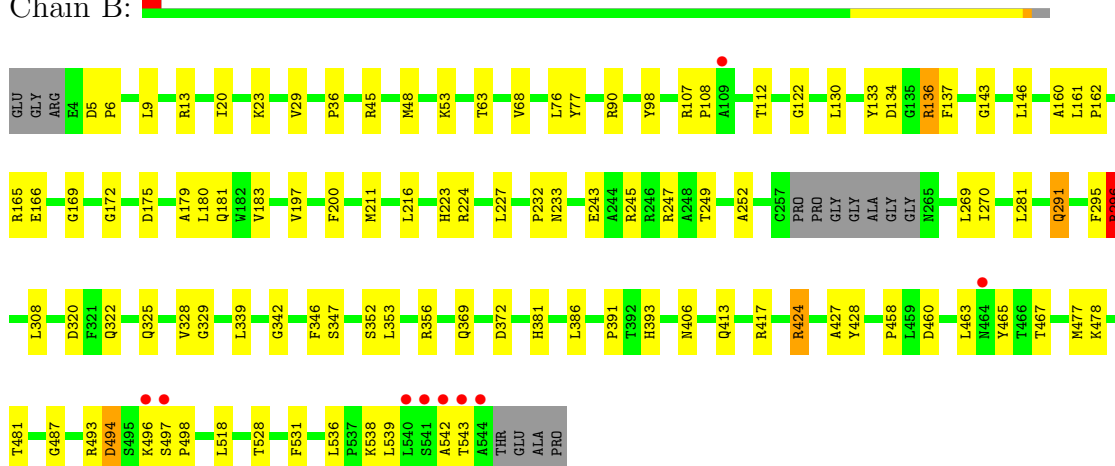 Chain B:
GLU GLY ARG E4 D5 P6 L9 R13 I20 K23 V29 P36 R45 M48 K53 T63 V68 L76 Y77 R90 Y98 R107 P108 A109 T112 G122 L130 Y133 D134 G135 R136 F137 G143 L146 A160 L161 P162
R165 E166 G169 G172 D175 A179 L180 Q181 W182 V183 V197 F200 M211 L216 H223 R224 L227 P232 N233 E243 A244 R245 R246 R247 A248 T249 A252 C257 PRO PRO GLY GLY ALA GLY GLY N265 L269 I270 L281 Q291 F295 R296
L308 D320 F321 Q322 Q325 V328 G329 L339 G342 F346 S347 S352 L353 R356 Q369 D372 H381 L386 P391 T392 H393 N406 Q413 R417 R424 A427 Y428 P458 L459 D460 L463 N464 Y465 T466 T467 M477 K478
T481 G487 R493 D494 S495 K496 S497 P498 L518 T528 F531 L536 P537 K538 L539 L540 S541 A542 T543 A544 THR GLU ALA PRO